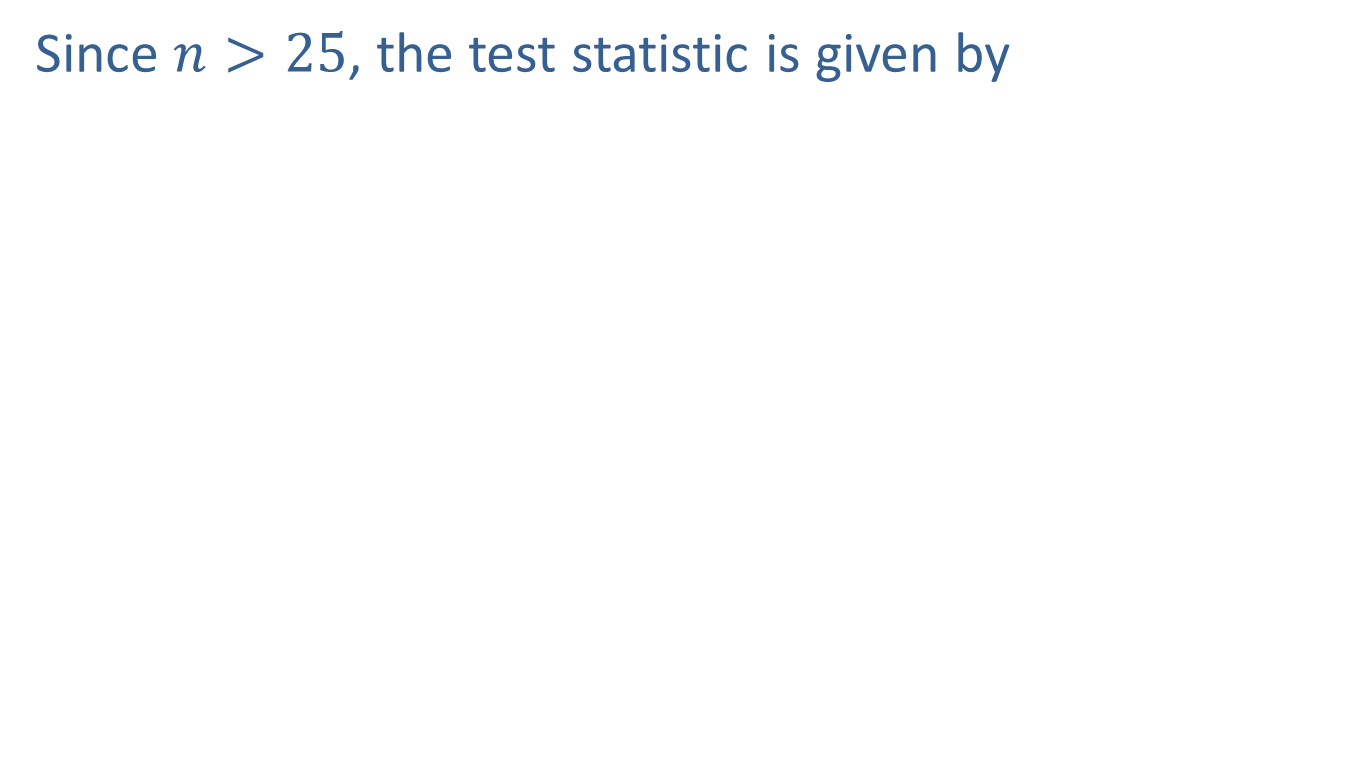 Since 𝑛 > 25, the test statistic is given by